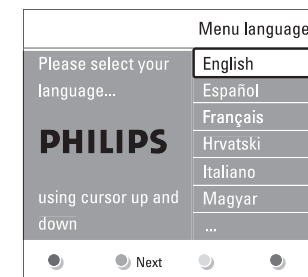 Menu language
Please select your
language...
PHILIPS
using cursor up and
down
English
Español
Français
Hrvatski
Italiano
Magyar
...
Next